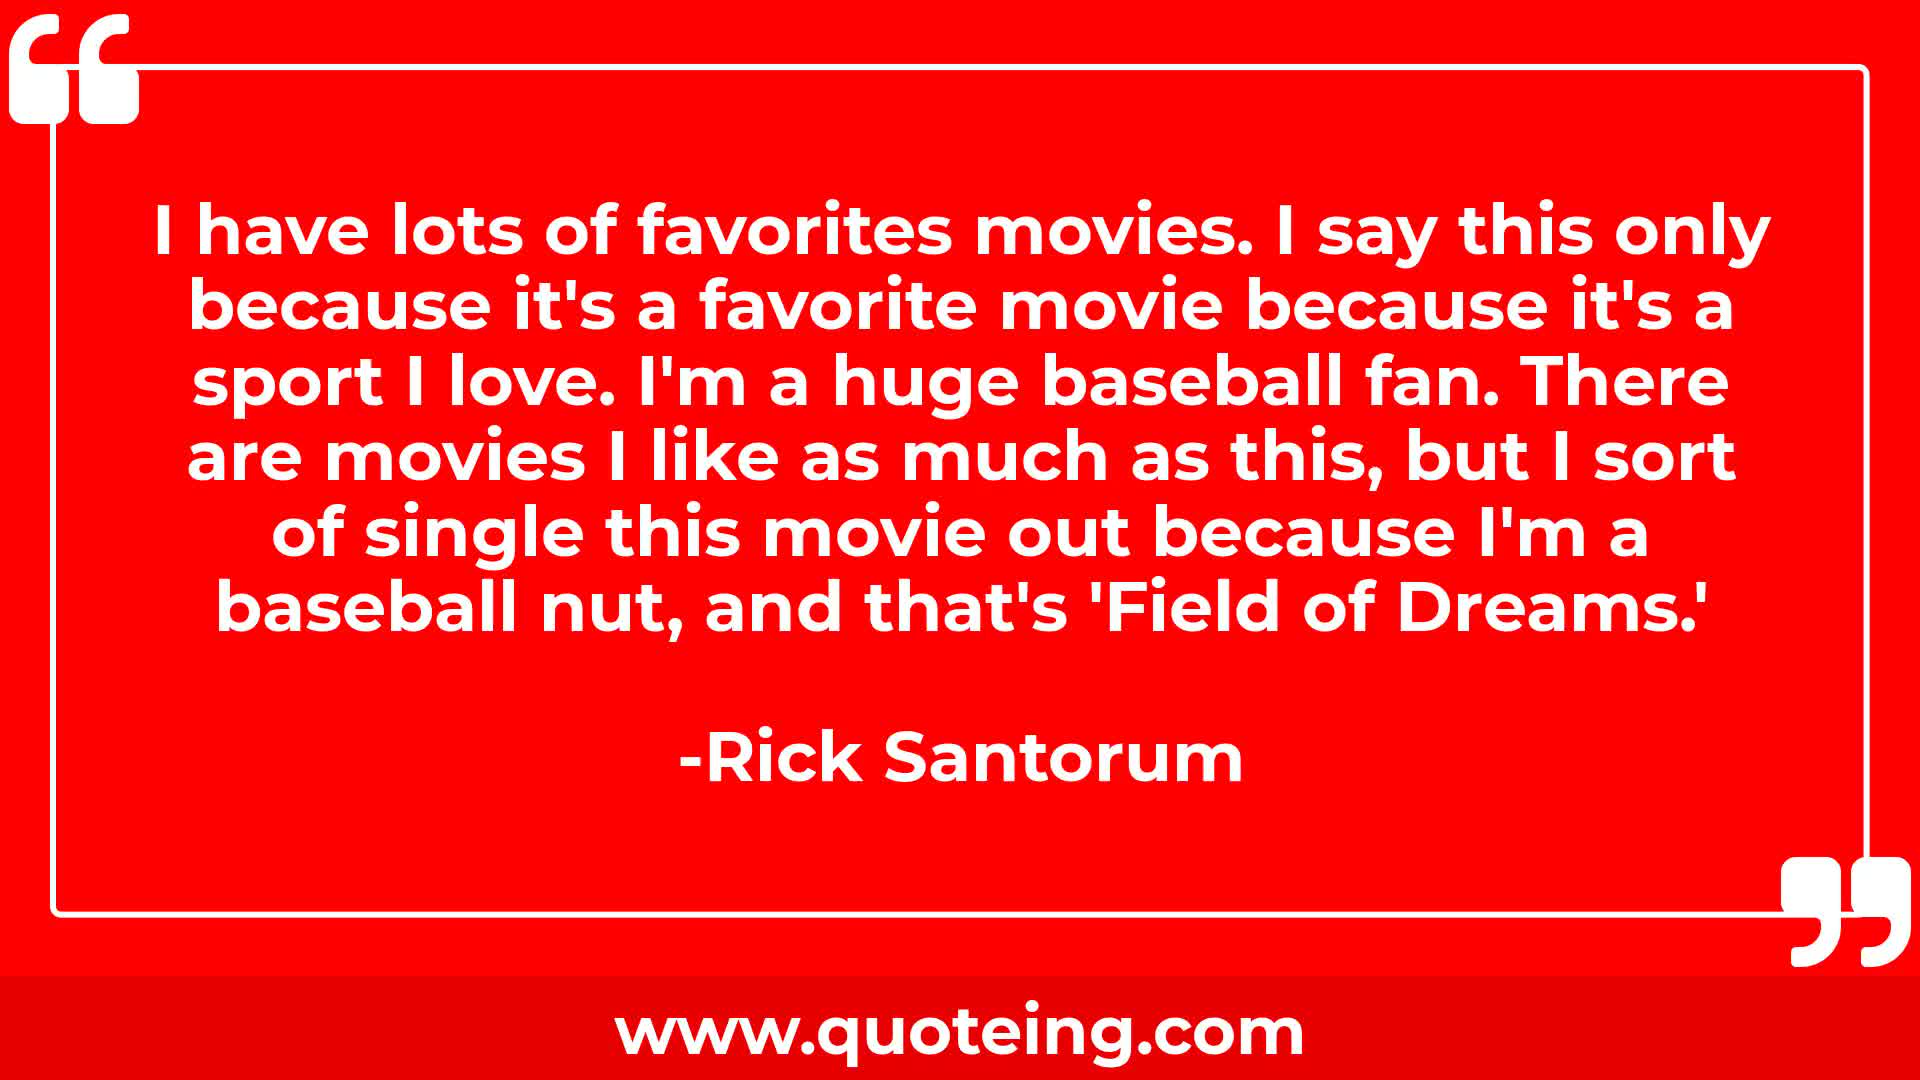 I have lots of favorites movies. I say this only
because it's a favorite movie because it's a
sport I love. I'm a huge baseball fan. There
are movies I like as much as this, but I sort
of single this movie out because I'm a
baseball nut, and that's 'Field of Dreams.'
-Rick Santorum
www.quoteing.com